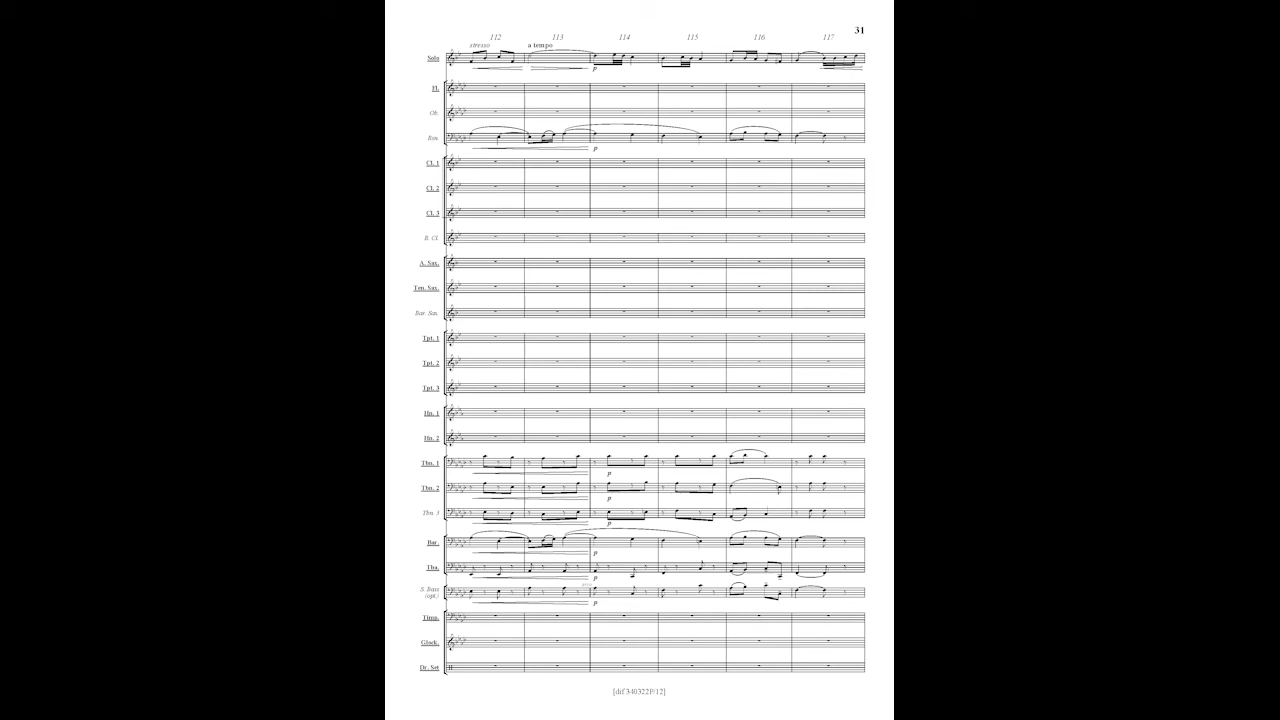 31
112 113 114 115 116 117
stresso a tempo
Solo
p
Fl.
Ob.
Bsn.
p
Cl. 1
Cl. 2
Cl. 3
B. Cl.
A. Sax.
Ten. Sax.
Bar. Sax.
Tpt. 1
Tpt. 2
Tpt. 3
Hn. 1
Hn. 2
Tbn. 1
p
Tbn. 2
p
Tbn 3
p
Bar.
p
Tba.
p
arco
S. Bass
(opt.)
p
Timp.
Glock.
Dr. Set
[dif 340322P/12]